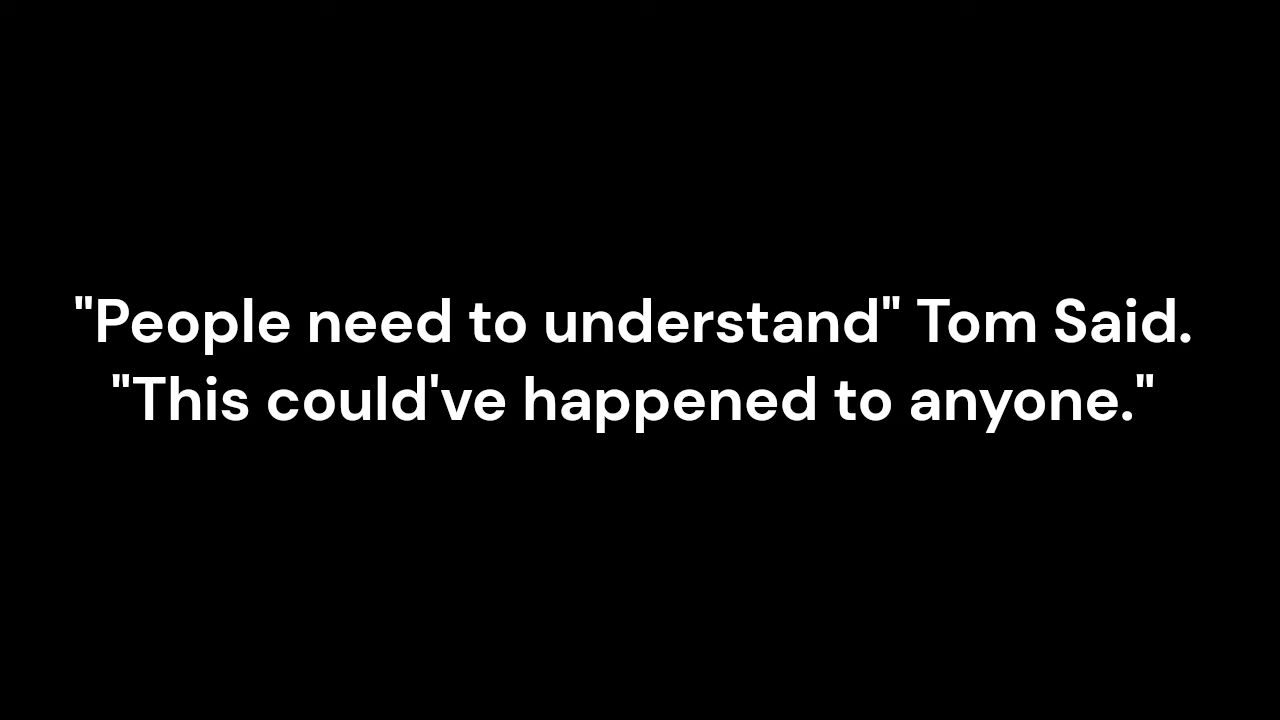 "People need to understand" Tom Said.
"This could've happened to anyone."